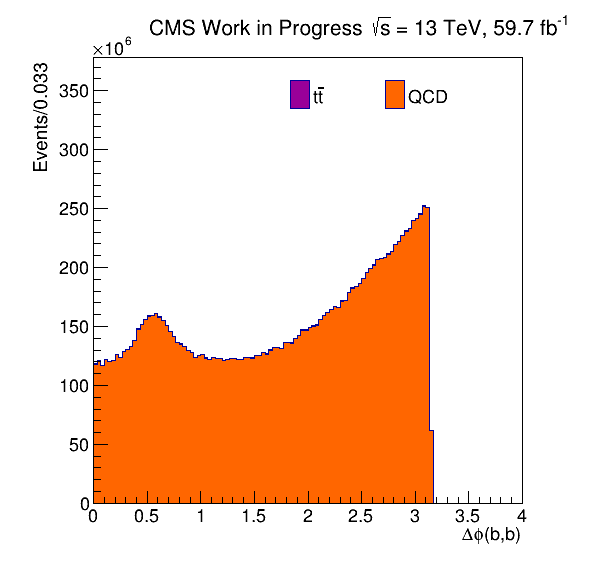 CMS Work in Progress √s = 13 TeV, 59.7 fb⁻¹
×10⁶
Events/0.033
350
300
250
200
150
100
50
0
tt̄
QCD
0 0.5 1 1.5 2 2.5 3 3.5 4
Δϕ(b,b)